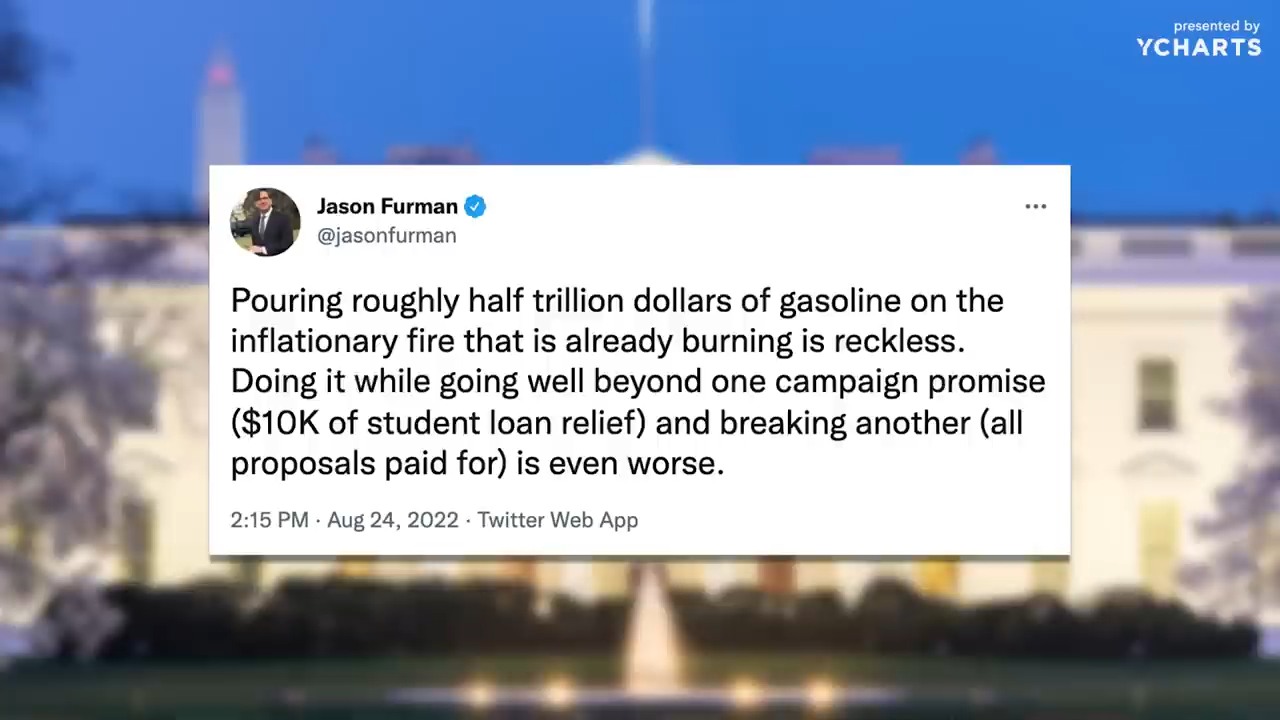 presented by
YCHARTS
Jason Furman
@jasonfurman
Pouring roughly half trillion dollars of gasoline on the
inflationary fire that is already burning is reckless.
Doing it while going well beyond one campaign promise
($10K of student loan relief) and breaking another (all
proposals paid for) is even worse.
2:15 PM · Aug 24, 2022 · Twitter Web App